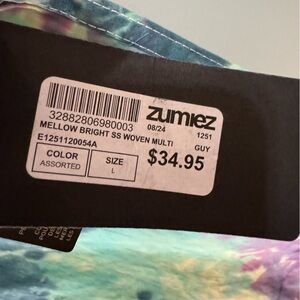 32882806980003
MELLOW BRIGHT SS WOVEN MULTI
E1251120054A
zumiez
08/24 1251
GUY
COLOR
ASSORTED
SIZE
L
$34.95